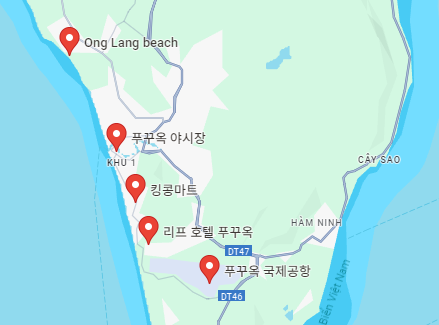 Ong Lang beach
푸꾸옥 야시장
KHU 1
CÂY SAO
킹콩마트
리프 호텔 푸꾸옥
HÀM NINH
DT47
푸꾸옥 국제공항
DT46
Biển Việt Nam